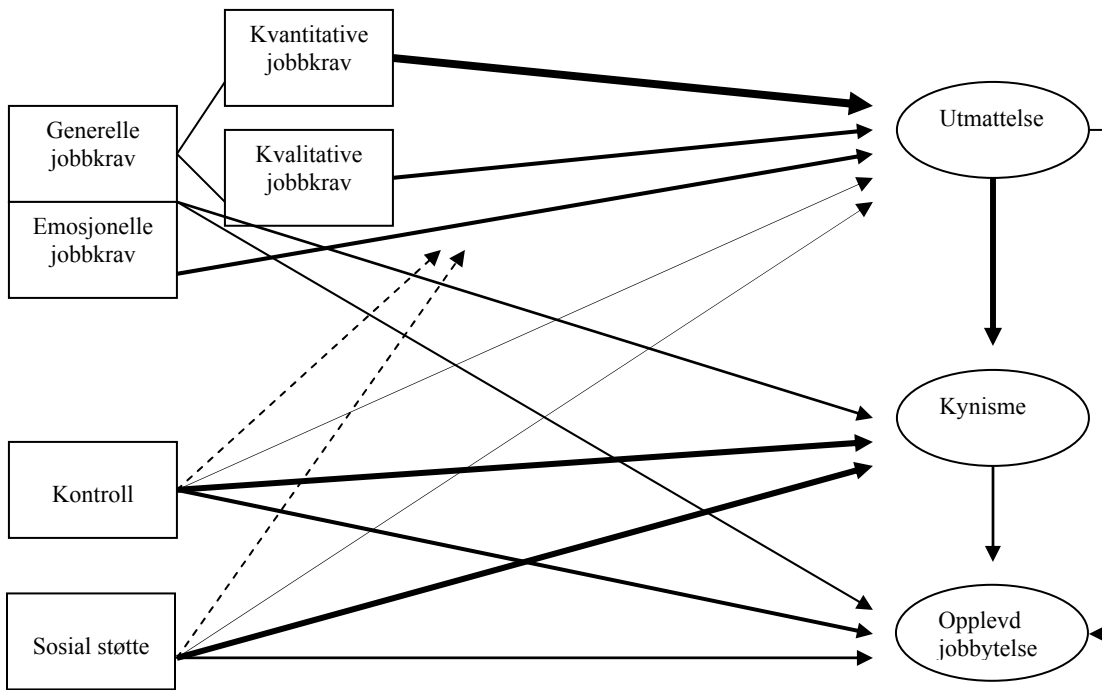 Kvantitative
jobbkrav
Generelle
jobbkrav
Kvalitative
jobbkrav
Emosjonelle
jobbkrav
Utmattelse
Kynisme
Kontroll
Sosial støtte
Opplevd
jobbytelse